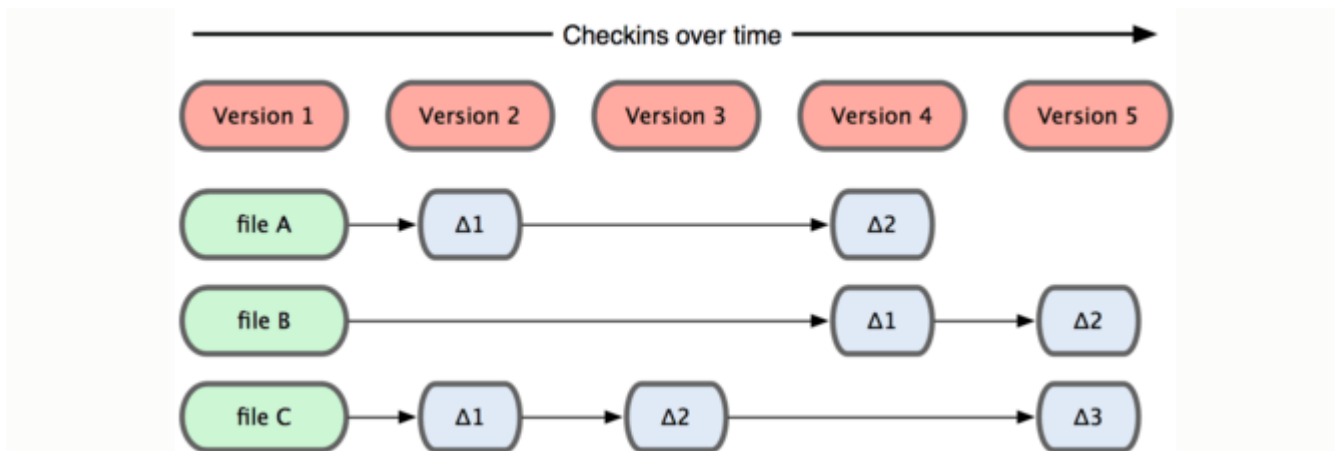 Checkins over time
Version 1 Version 2 Version 3 Version 4 Version 5
file A Δ1 Δ2
file B Δ1 Δ2
file C Δ1 Δ2 Δ3